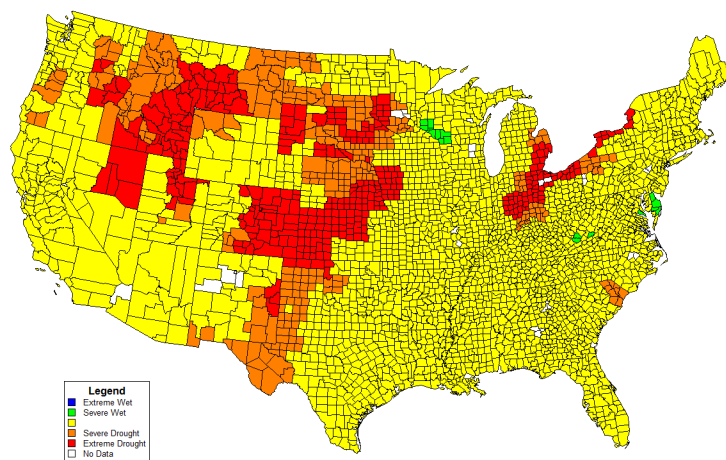 Legend
Extreme Wet
Severe Wet
Severe Drought
Extreme Drought
No Data